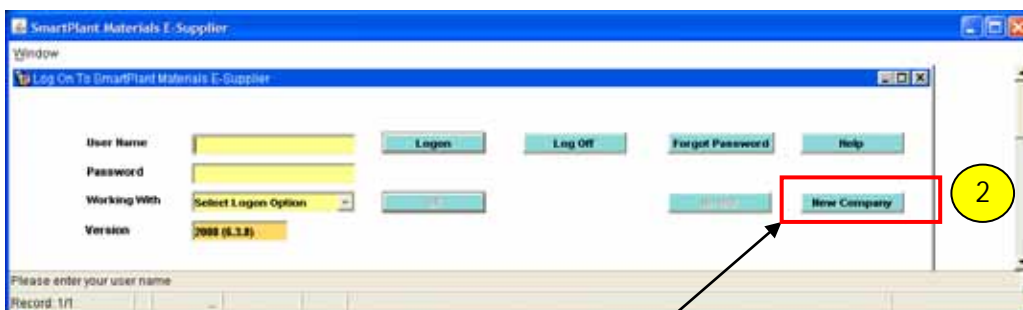 SmartPlant Materials E-Supplier
Window
Log On To SmartPlant Materials E-Supplier
User Name Logon Log Off Forgot Password Help
Password
Working With Select Logon Option New Company 2
Version 2008 (6.3.8)
Please enter your user name
Record: 1/1